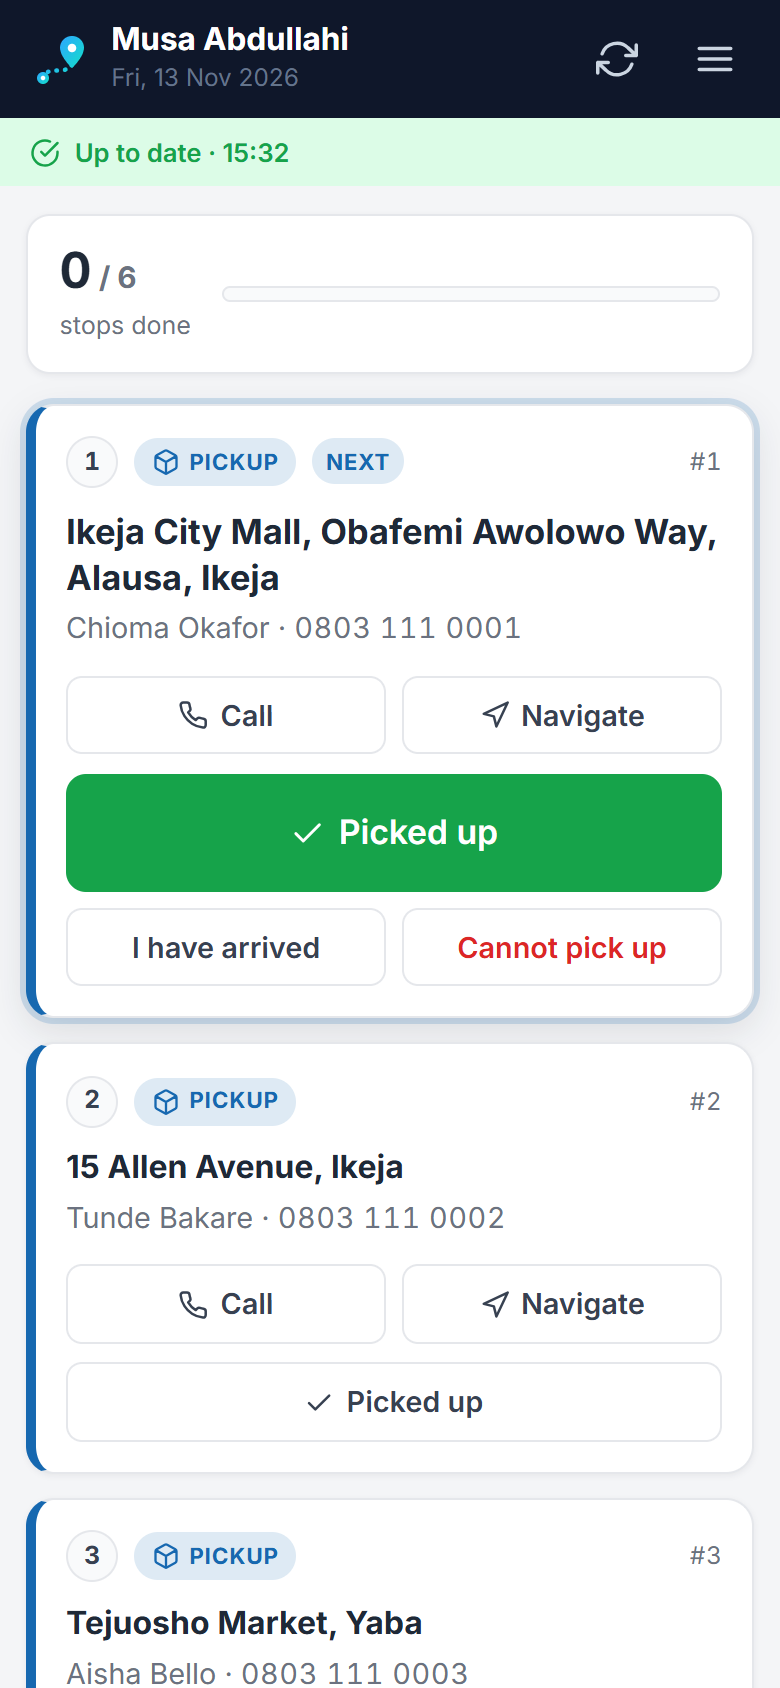 Musa Abdullahi
Fri, 13 Nov 2026
Up to date · 15:32
0 / 6
stops done
1 PICKUP NEXT #1
Ikeja City Mall, Obafemi Awolowo Way,
Alausa, Ikeja
Chioma Okafor · 0803 111 0001
Call Navigate
Picked up
I have arrived Cannot pick up
2 PICKUP #2
15 Allen Avenue, Ikeja
Tunde Bakare · 0803 111 0002
Call Navigate
Picked up
3 PICKUP #3
Tejuosho Market, Yaba
Aisha Bello · 0803 111 0003